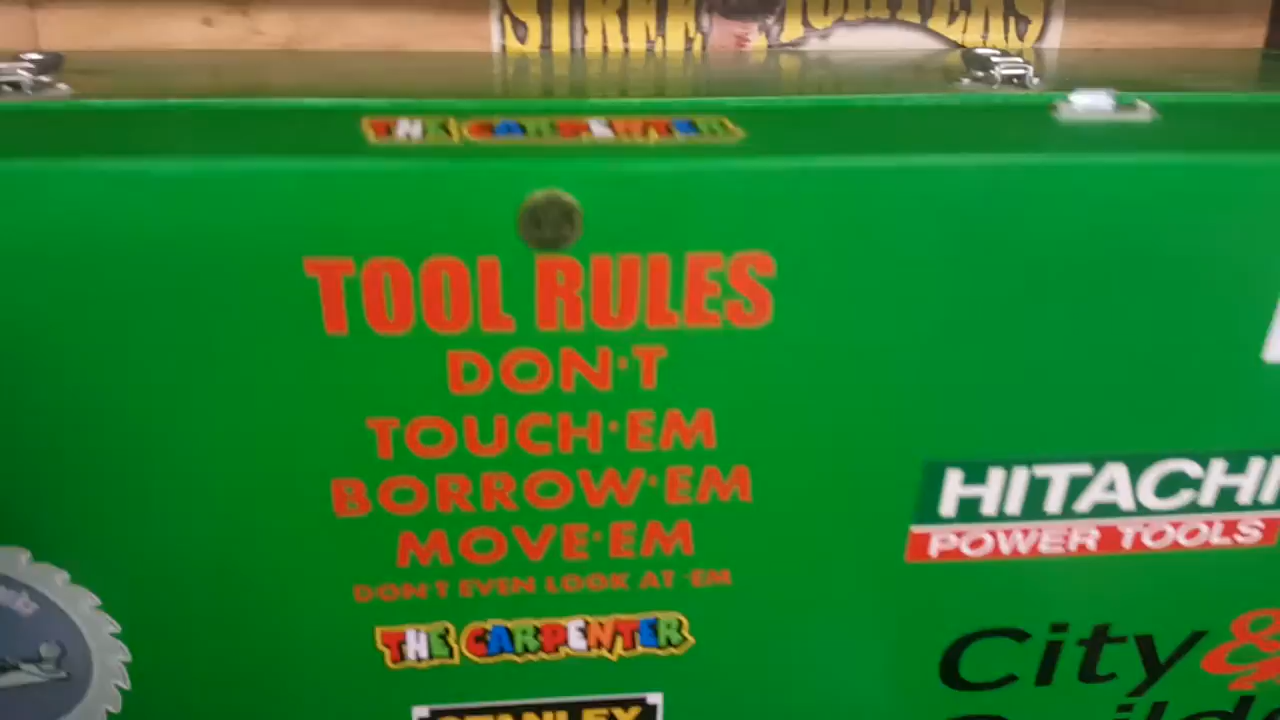 THE CARPENTER
TOOL RULES
DON'T
TOUCH'EM
BORROW'EM
MOVE'EM
DON'T EVEN LOOK AT 'EM
THE CARPENTER
STANLEY
HITACHI
POWER TOOLS
City &